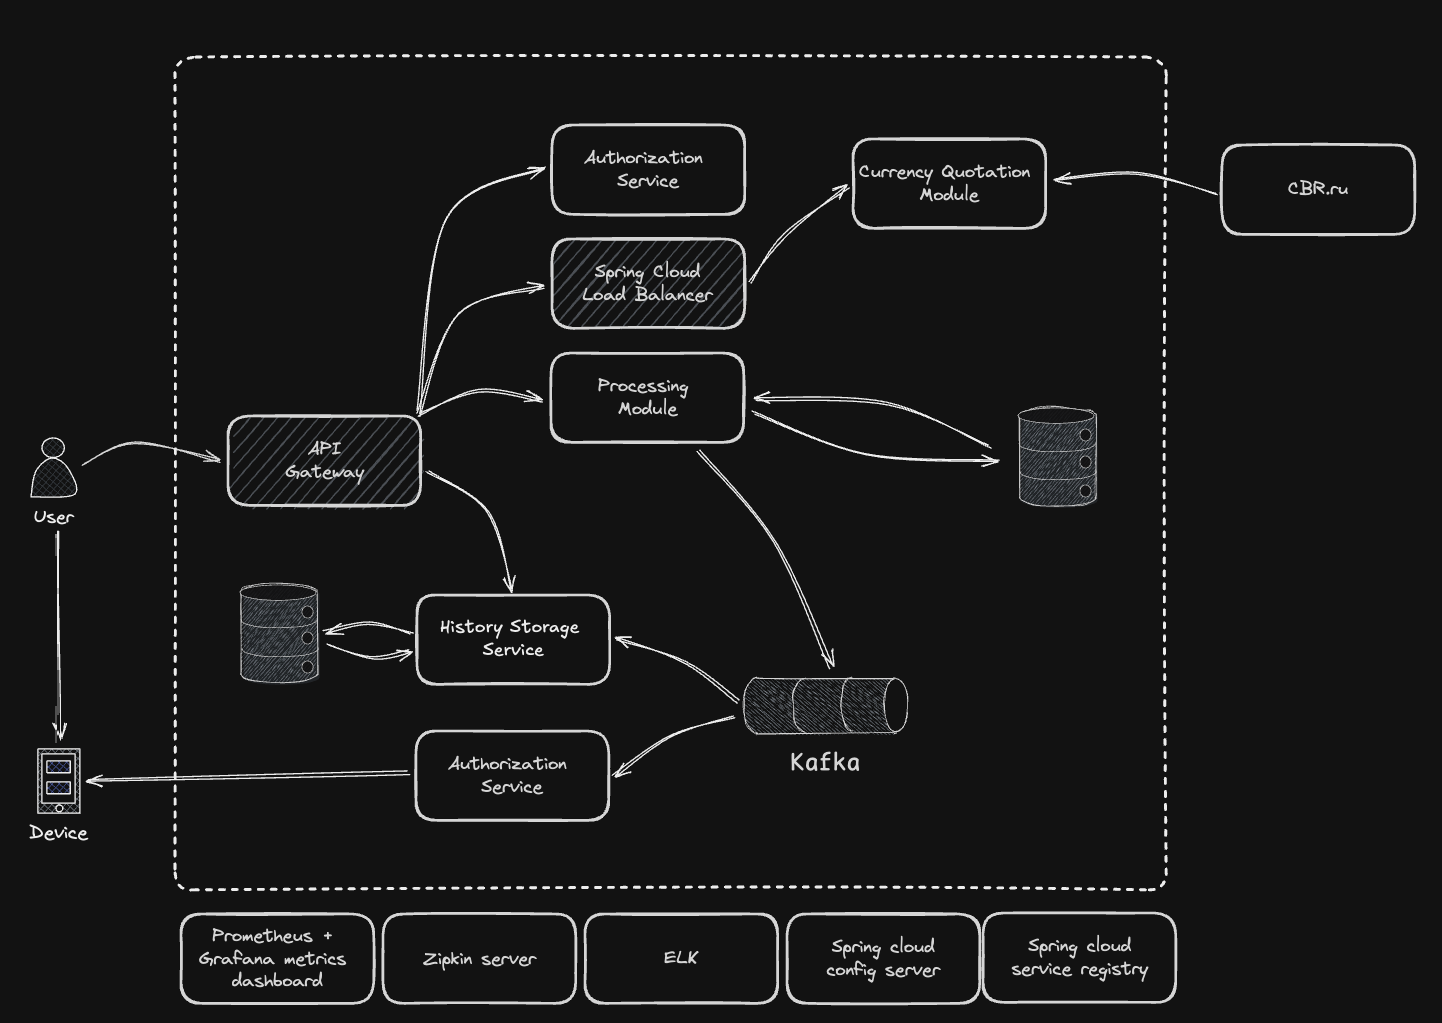 Authorization
Service
Currency Quotation
Module
CBR.ru
Spring Cloud
Load Balancer
Processing
Module
API
Gateway
User
History Storage
Service
Kafka
Authorization
Service
Device
Prometheus +
Grafana metrics
dashboard
Zipkin server
ELK
Spring cloud
config server
Spring cloud
service registry